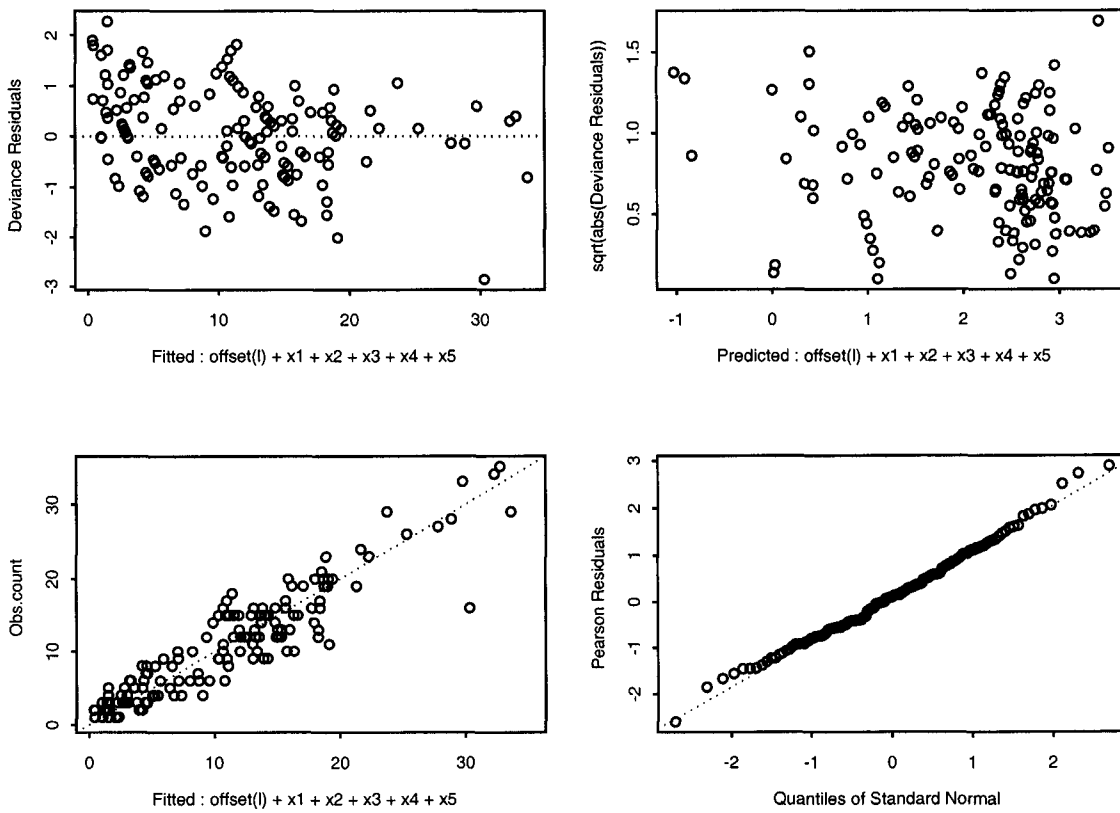 Deviance Residuals
2
1
0
-1
-2
-3
0 10 20 30
Fitted : offset(l) + x1 + x2 + x3 + x4 + x5
sqrt(abs(Deviance Residuals))
1.5
1.0
0.5
-1 0 1 2 3
Predicted : offset(l) + x1 + x2 + x3 + x4 + x5
Obs.count
30
20
10
0
0 10 20 30
Fitted : offset(l) + x1 + x2 + x3 + x4 + x5
Pearson Residuals
3
2
1
0
-1
-2
-2 -1 0 1 2
Quantiles of Standard Normal